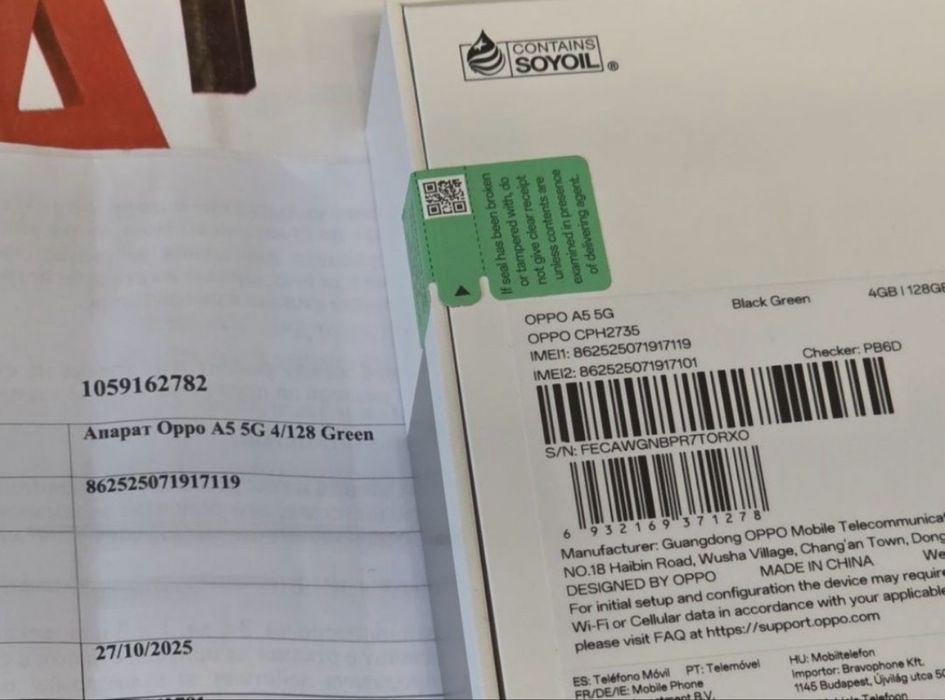 CONTAINS
SOYOIL ®
If seal has been broken
or tampered with, do
not give clear receipt
unless contents are
examined in presence
of delivering agent.
OPPO A5 5G
Black Green
4GB | 128GB
OPPO CPH2735
IMEI1: 862525071917119
IMEI2: 862525071917101
Checker: PB6D
S/N: FECAWGNBPR7TORXO
6 932169 371278
Manufacturer: Guangdong OPPO Mobile Telecommunicat
NO.18 Haibin Road, Wusha Village, Chang'an Town, Dong
DESIGNED BY OPPO
MADE IN CHINA
We
For initial setup and configuration the device may require
Wi-Fi or Cellular data in accordance with your applicable
please visit FAQ at https://support.oppo.com
ES: Teléfono Móvil
PT: Telemóvel
FR/DE/IE: Mobile Phone
HU: Mobiltelefon
Importor: Bravophone Kft.
1145 Budapest, Újvilág utca 50
1059162782
Апарат Oppo A5 5G 4/128 Green
862525071917119
27/10/2025